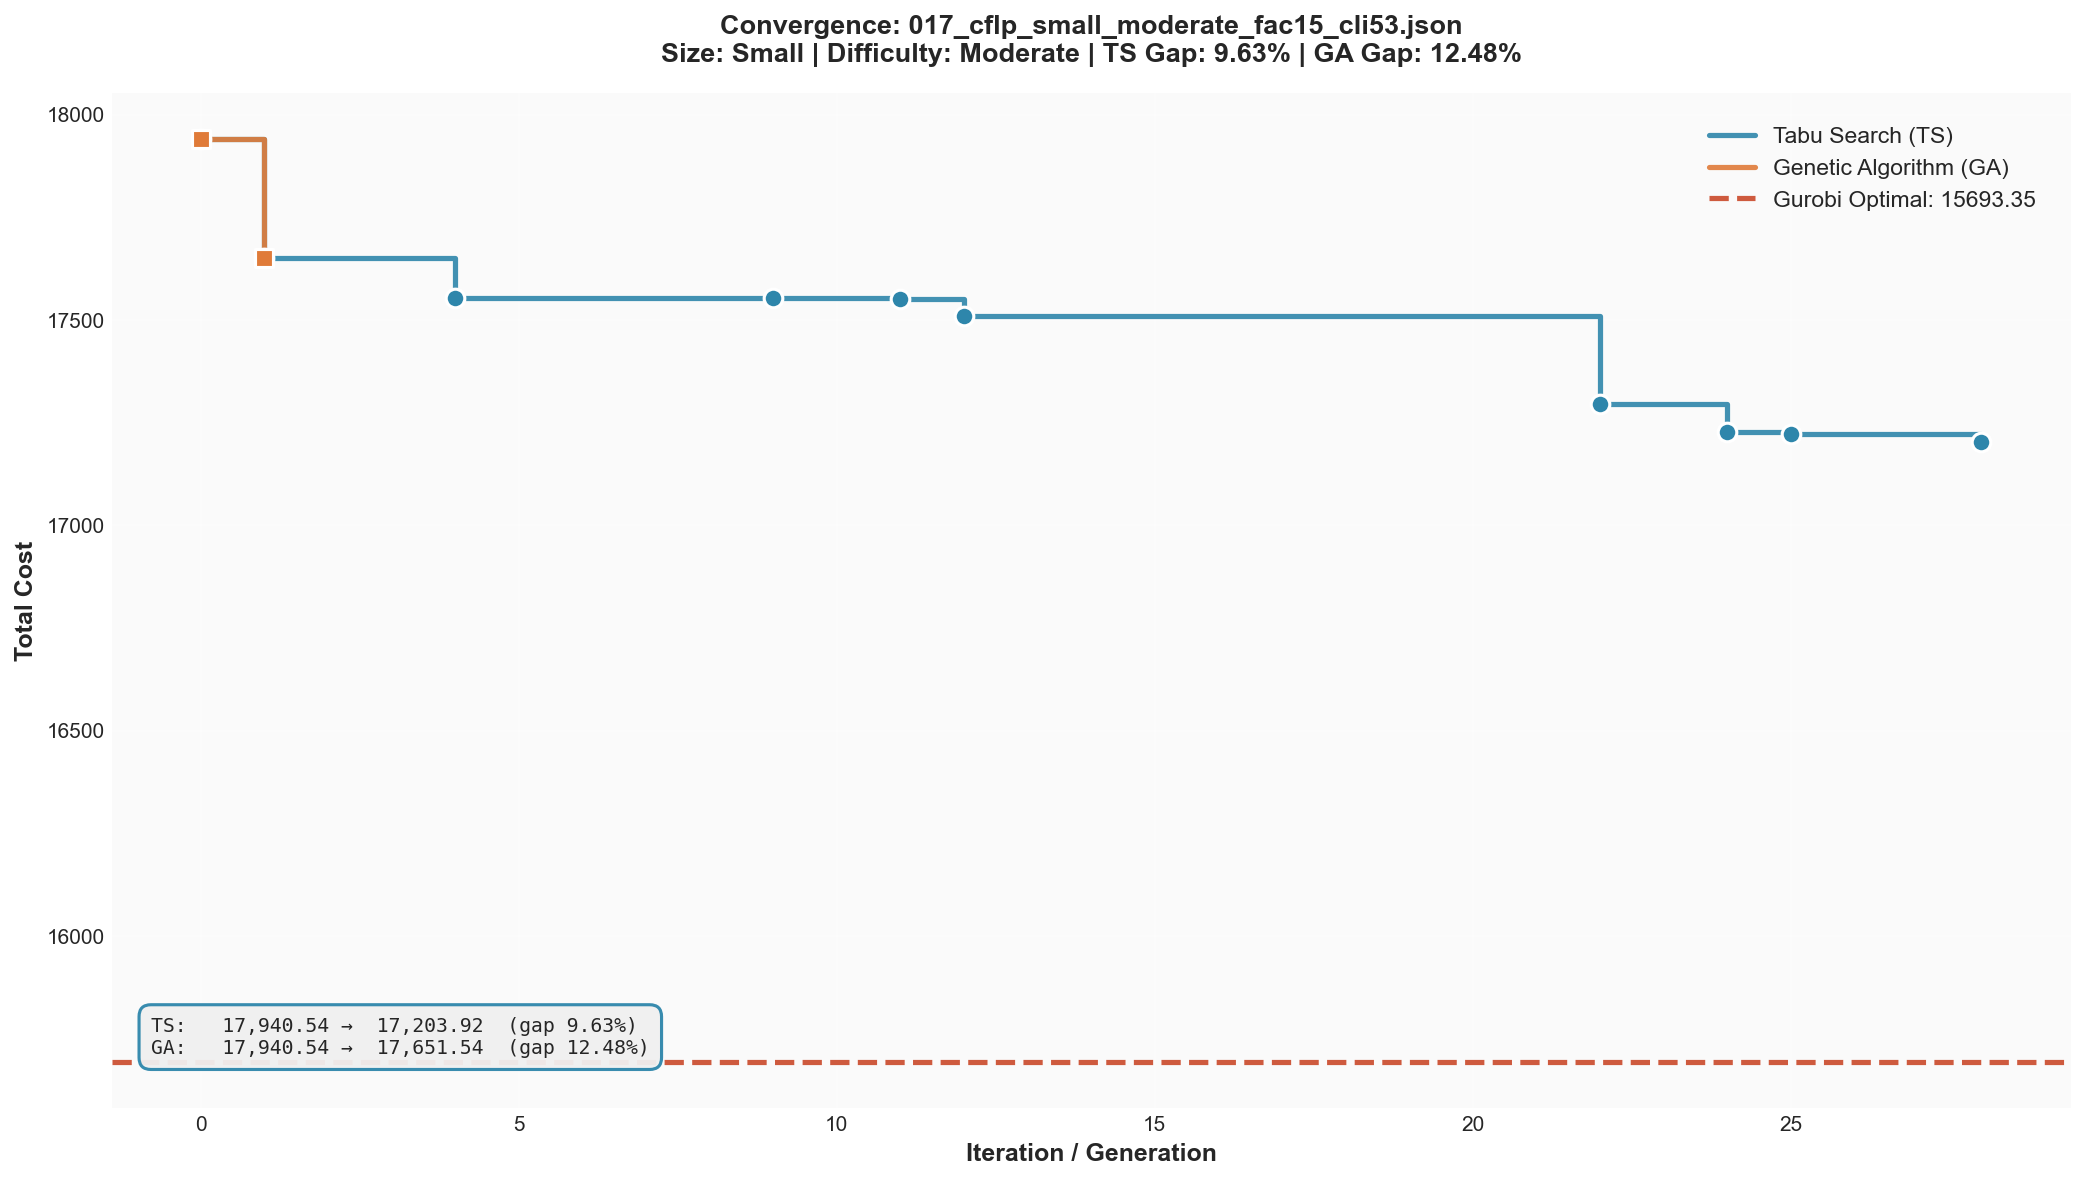 Convergence: 017_cflp_small_moderate_fac15_cli53.json
Size: Small | Difficulty: Moderate | TS Gap: 9.63% | GA Gap: 12.48%
18000
17500
17000
16500
16000
Total Cost
Tabu Search (TS)
Genetic Algorithm (GA)
Gurobi Optimal: 15693.35
TS:   17,940.54 →  17,203.92  (gap 9.63%)
GA:   17,940.54 →  17,651.54  (gap 12.48%)
0 5 10 15 20 25
Iteration / Generation